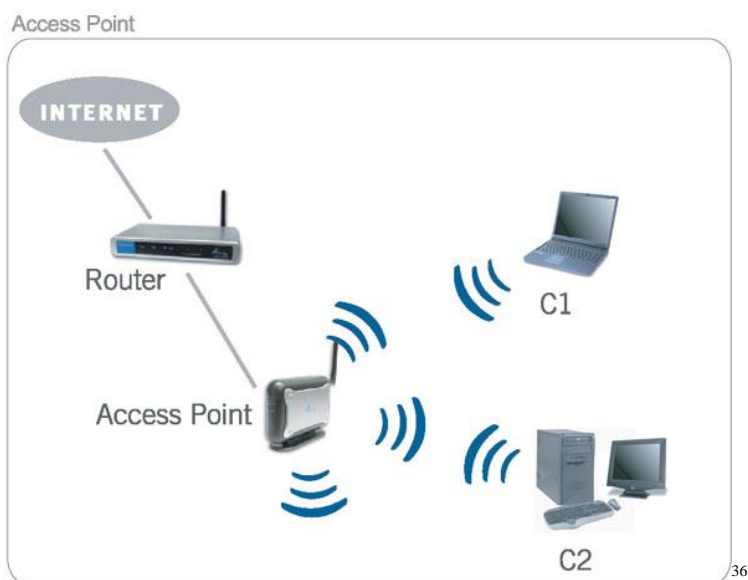 Access Point
INTERNET
Router
C1
Access Point
C2
36